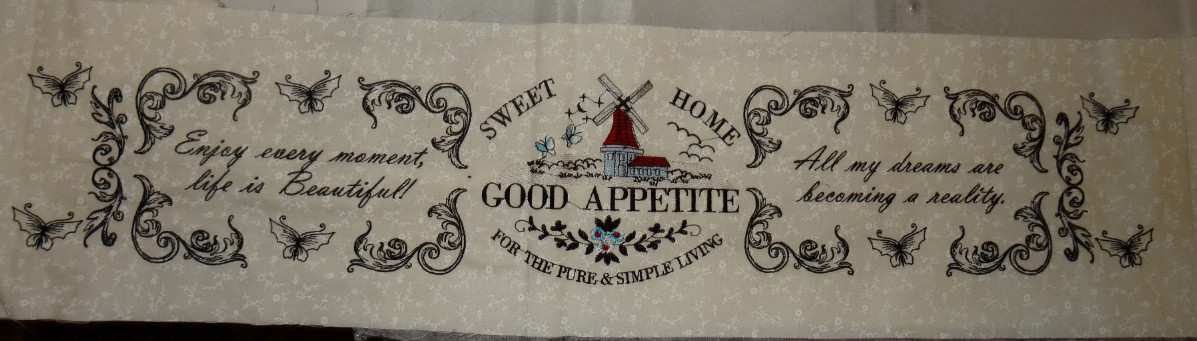 Enjoy every moment,
life is Beautiful!
SWEET HOME
GOOD APPETITE
FOR THE PURE & SIMPLE LIVING
All my dreams are
becoming a reality.